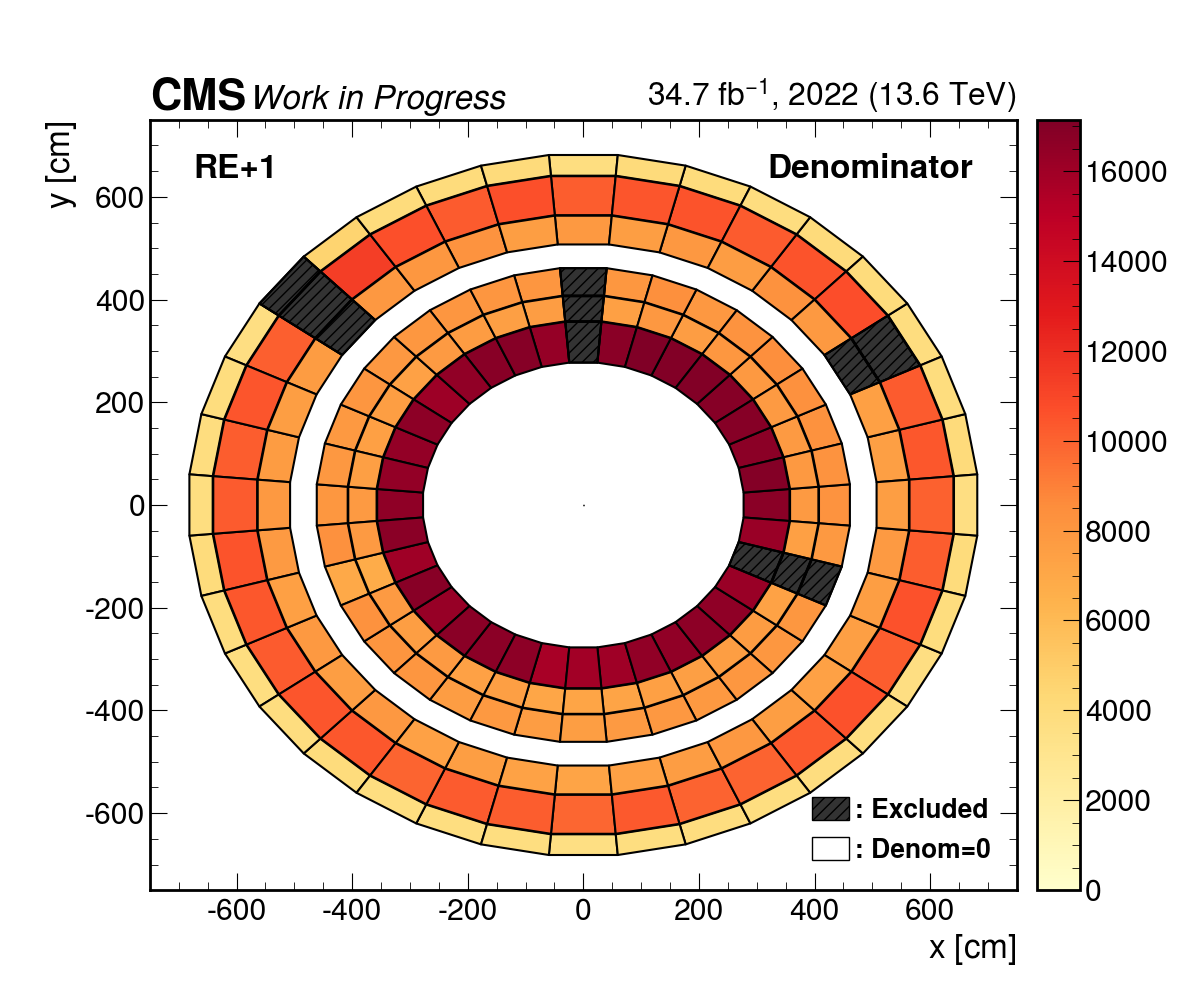 CMS Work in Progress
34.7 fb⁻¹, 2022 (13.6 TeV)
y [cm]
RE+1
Denominator
600
400
200
0
-200
-400
-600
-600
-400
-200
0
200
400
600
x [cm]
: Excluded
: Denom=0
16000
14000
12000
10000
8000
6000
4000
2000
0